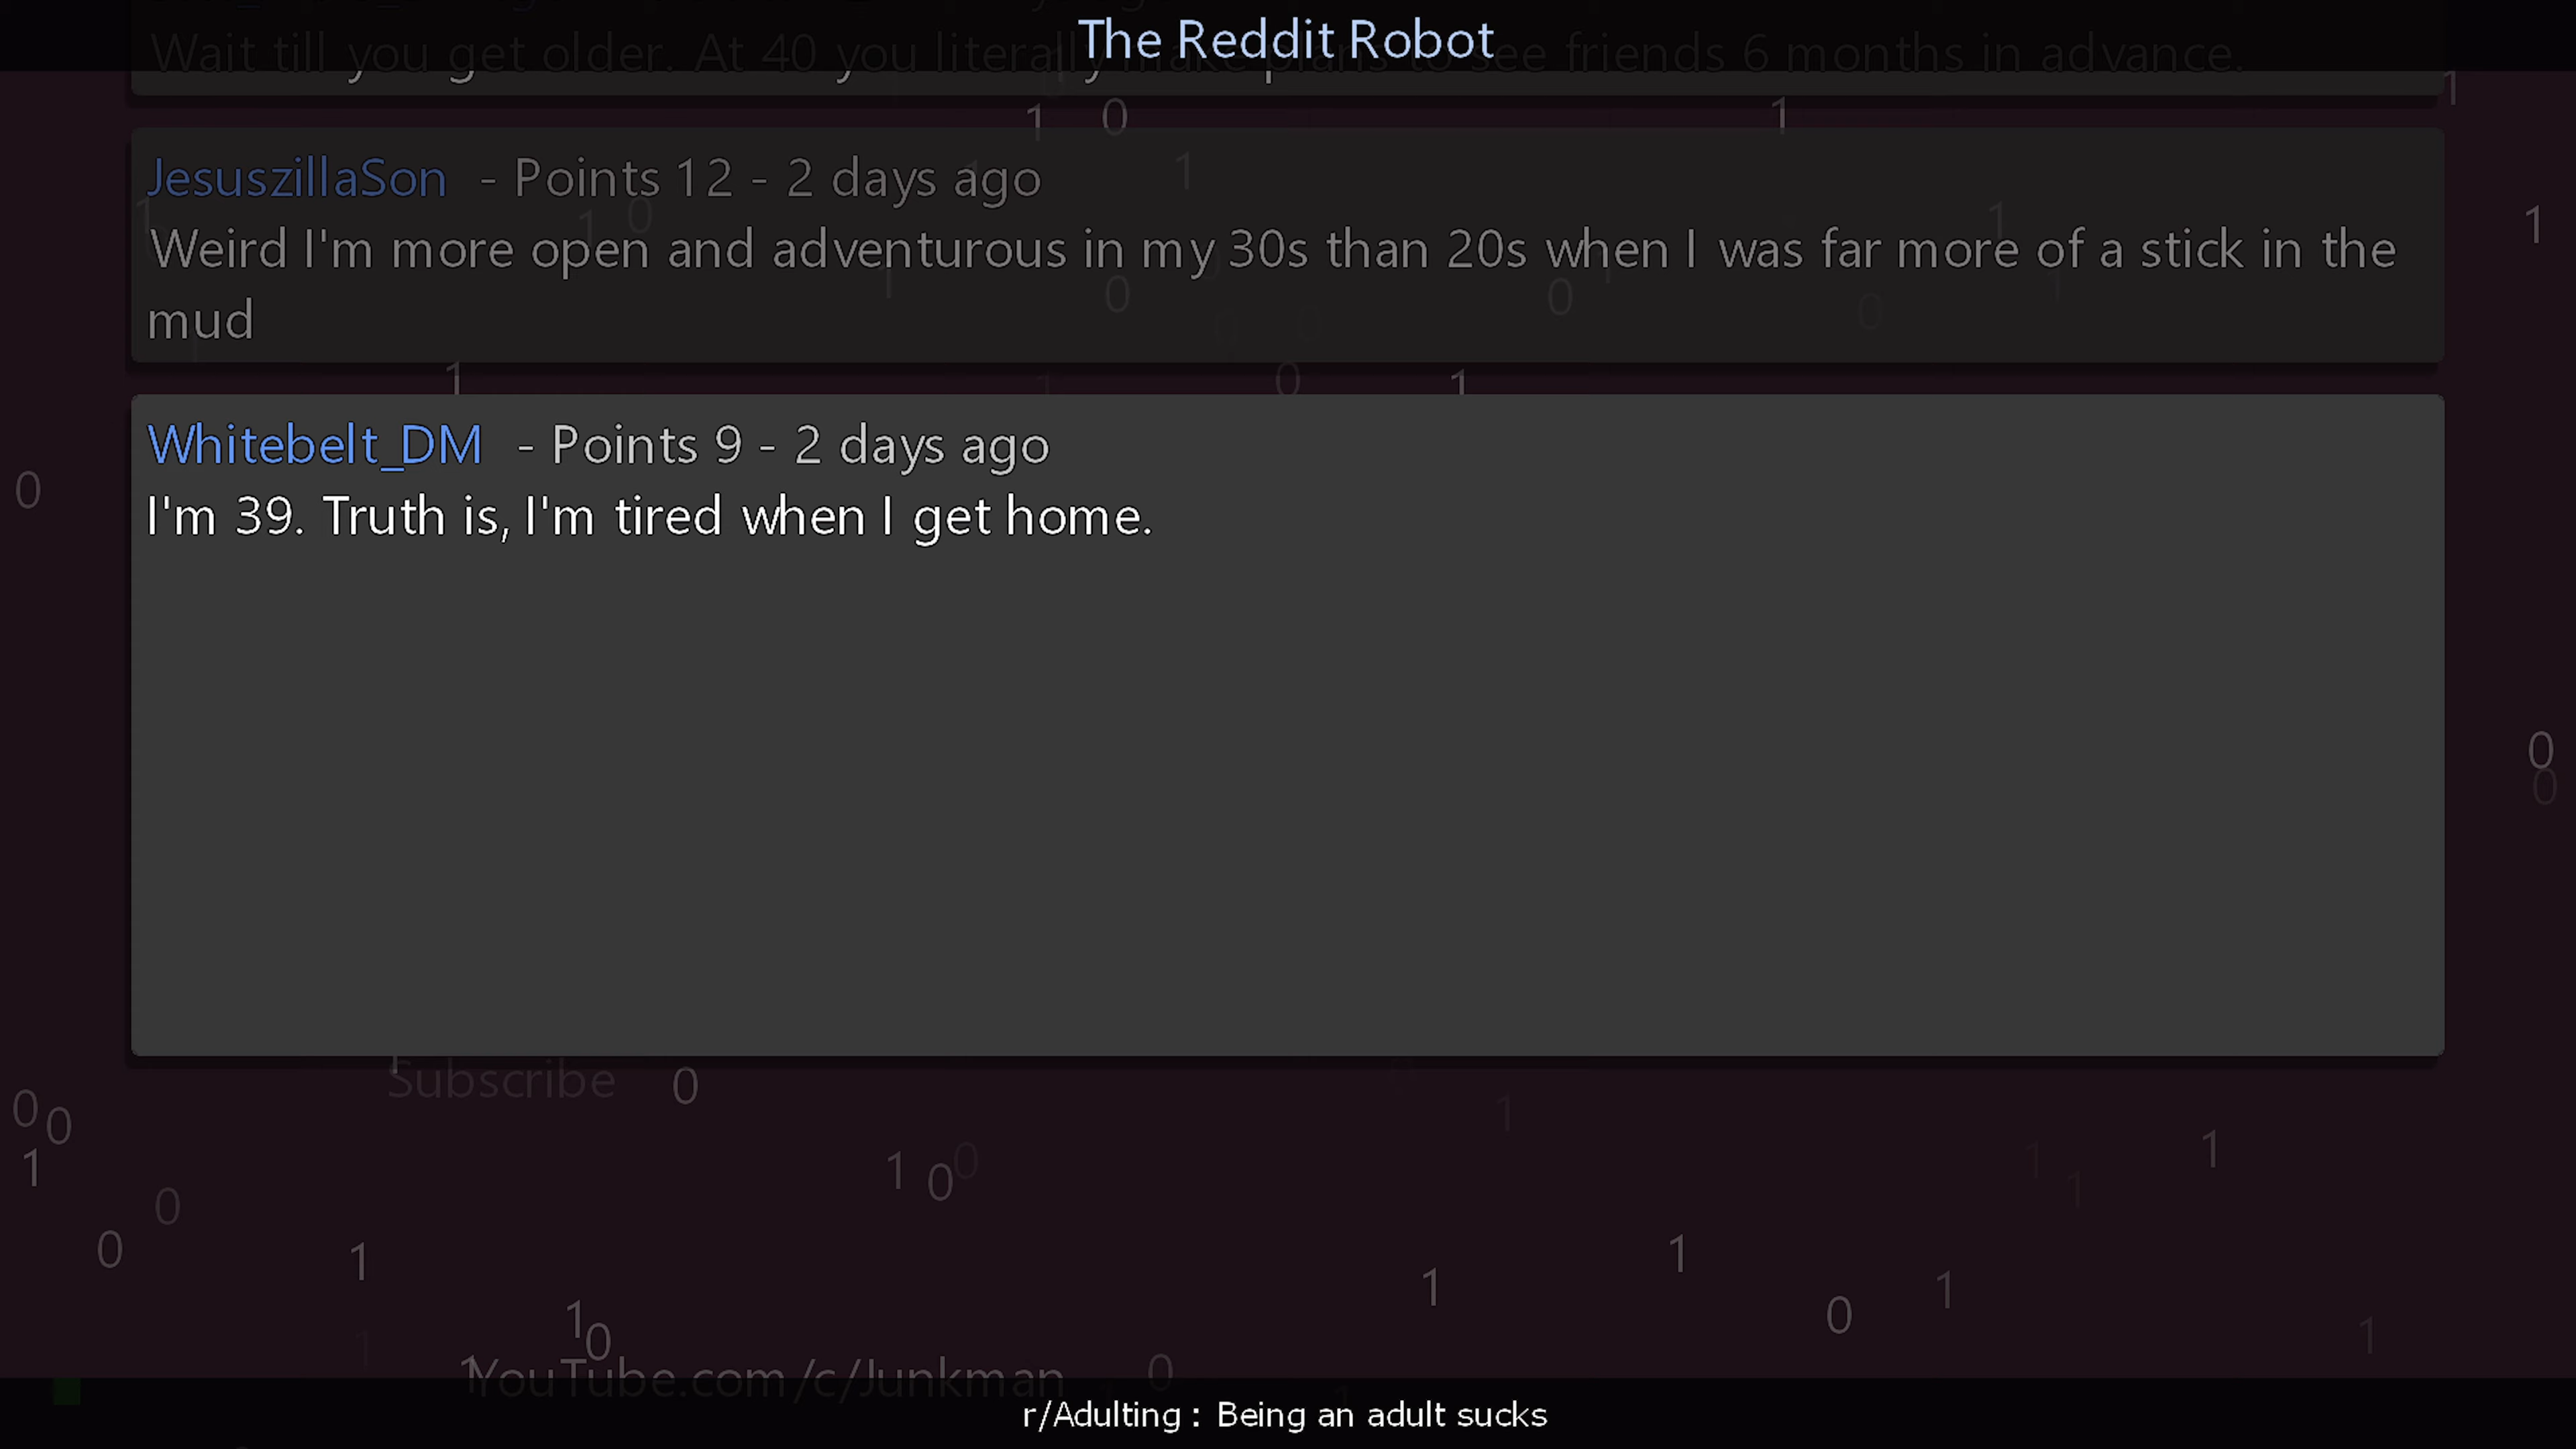 The Reddit Robot
Wait till you get older. At 40 you literally make plans to see friends 6 months in advance.
JesuszillaSon - Points 12 - 2 days ago
Weird I'm more open and adventurous in my 30s than 20s when I was far more of a stick in the
mud
Whitebelt_DM - Points 9 - 2 days ago
I'm 39. Truth is, I'm tired when I get home.
Subscribe
YouTube.com/c/Junkman
r/Adulting : Being an adult sucks